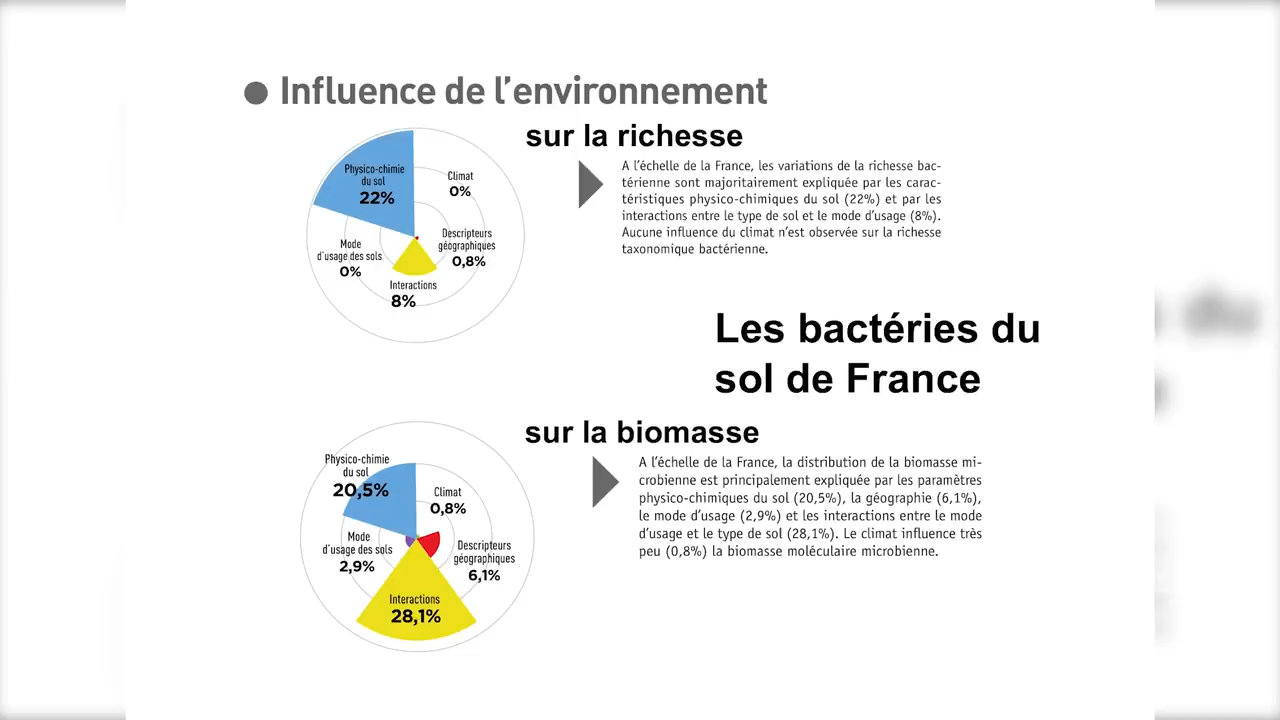 ● Influence de l'environnement
sur la richesse
A l'échelle de la France, les variations de la richesse bac-
térienne sont majoritairement expliquée par les carac-
téristiques physico-chimiques du sol (22%) et par les
interactions entre le type de sol et le mode d'usage (8%).
Aucune influence du climat n'est observée sur la richesse
taxonomique bactérienne.
Physico-chimie
du sol
22%
Climat
0%
Descripteurs
géographiques
0,8%
Mode
d'usage des sols
0%
Interactions
8%
Les bactéries du
sol de France
sur la biomasse
A l'échelle de la France, la distribution de la biomasse mi-
crobienne est principalement expliquée par les paramètres
physico-chimiques du sol (20,5%), la géographie (6,1%),
le mode d'usage (2,9%) et les interactions entre le mode
d'usage et le type de sol (28,1%). Le climat influence très
peu (0,8%) la biomasse moléculaire microbienne.
Physico-chimie
du sol
20,5%
Climat
0,8%
Mode
d'usage des sols
2,9%
Descripteurs
géographiques
6,1%
Interactions
28,1%